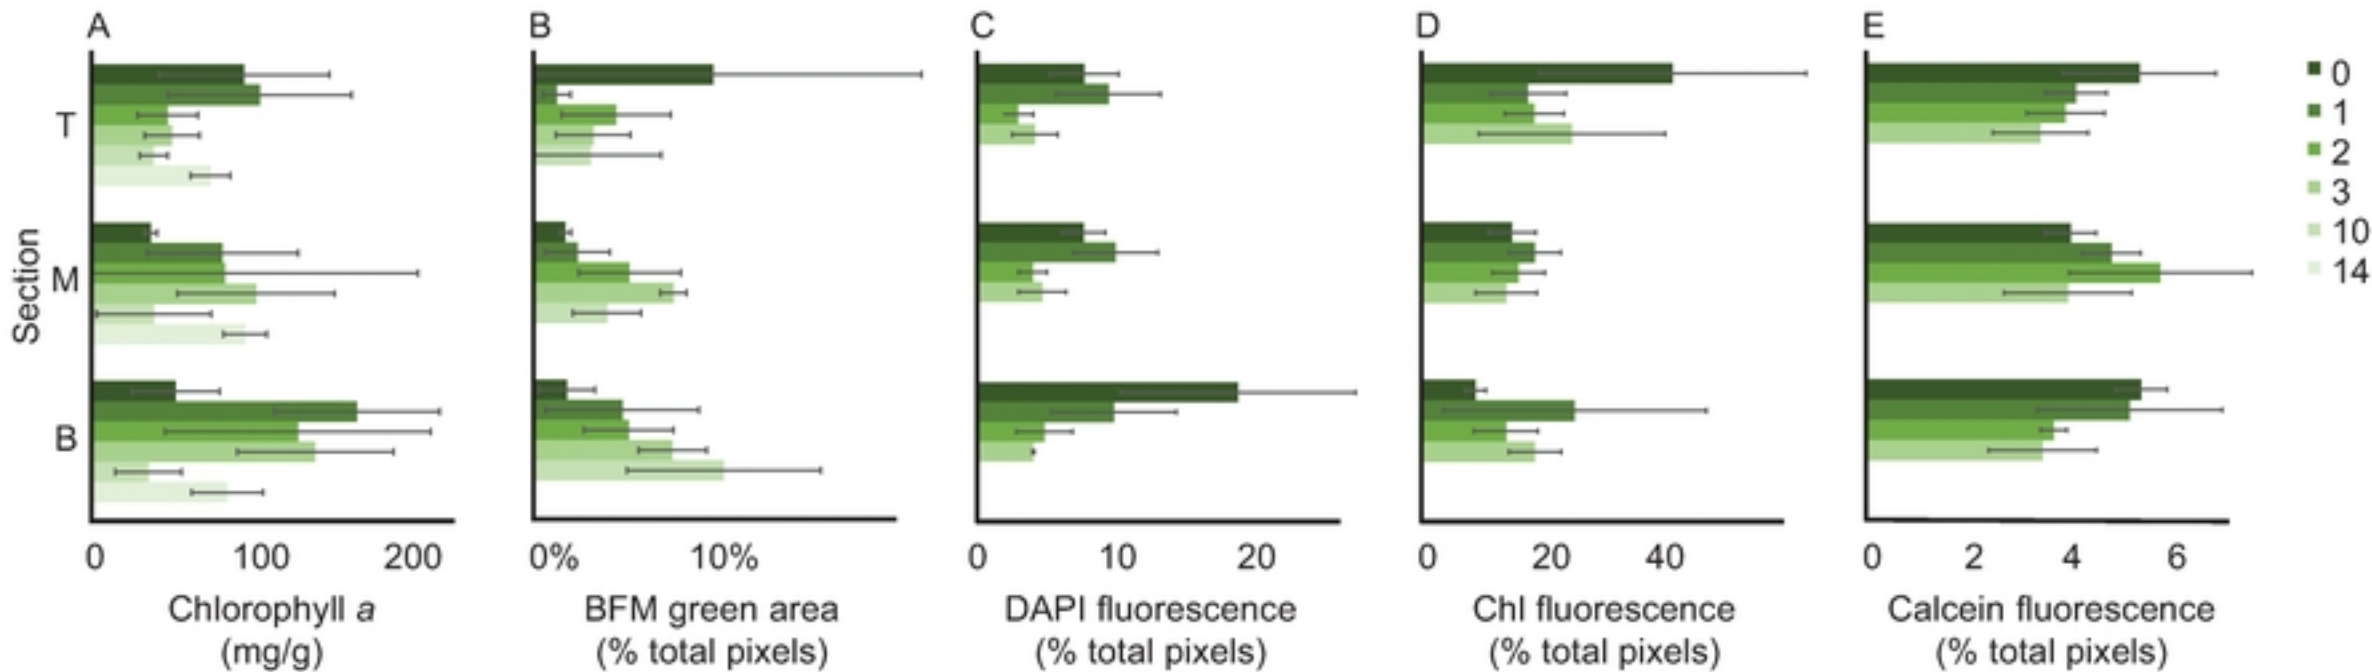 A
B
C
D
E
T
M
B
Section
0
1
2
3
10
14
0 100 200
0% 10%
0 10 20
0 20 40
0 2 4 6
Chlorophyll a
(mg/g)
BFM green area
(% total pixels)
DAPI fluorescence
(% total pixels)
Chl fluorescence
(% total pixels)
Calcein fluorescence
(% total pixels)